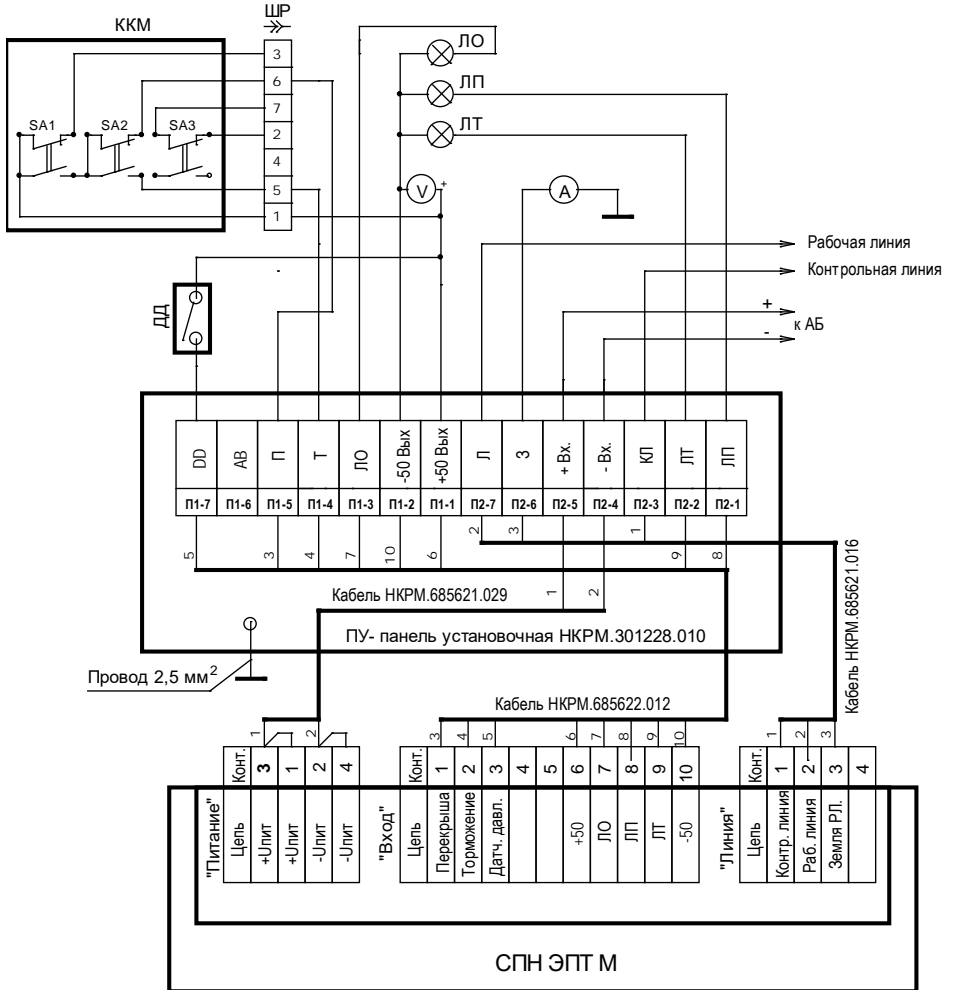 ШР
ККМ
3
6
7
2
4
5
1
SA1 SA2 SA3
ЛО
ЛП
ЛТ
V +
A
Рабочая линия
Контрольная линия
+
к АБ
-
ДД
DD АВ П Т ЛО -50 Вых +50 Вых Л З + Вх. - Вх. КЛ ЛТ ЛП
П1-7 П1-6 П1-5 П1-4 П1-3 П1-2 П1-1 П2-7 П2-6 П2-5 П2-4 П2-3 П2-2 П2-1
5 3 4 7 10 6 2 3 1 9 8
Кабель НКРМ.685621.029
1 2
ПУ- панель установочная НКРМ.301228.010
Кабель НКРМ.685621.016
Провод 2,5 мм²
Кабель НКРМ.685622.012
1 2
3 4 5 6 7 8 9 10
1 2 3
"Питание"
Конт. 3 1 2 4
Цепь +Uпит +Uпит -Uпит -Uпит
"Вход"
Конт. 1 2 3 4 5 6 7 8 9 10
Цепь Перекрыша Торможение Датч. давл. +50 ЛО ЛП ЛТ -50
"Линия"
Конт. 1 2 3 4
Цепь Контр. линия Раб. линия Земля РЛ.
СПН ЭПТ М